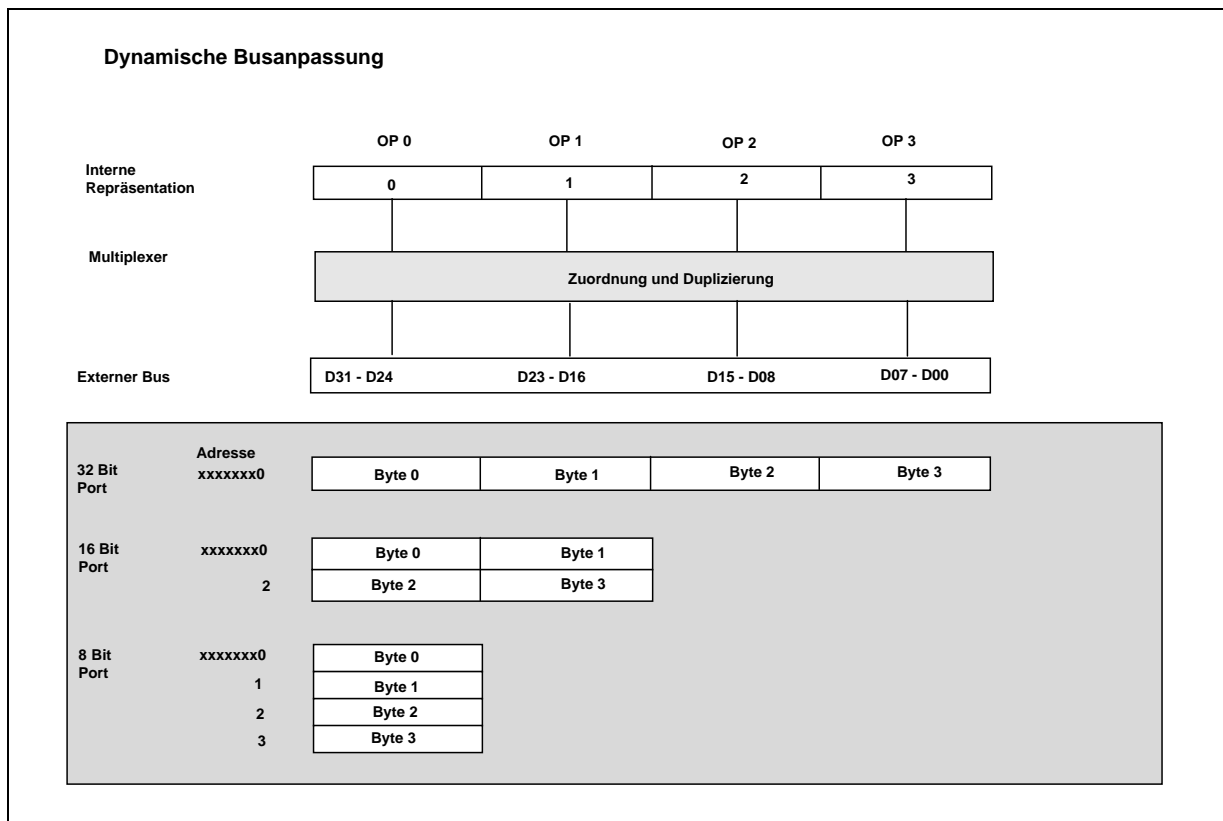 Dynamische Busanpassung
OP 0 OP 1 OP 2 OP 3
Interne
Repräsentation
0 1 2 3
Multiplexer
Zuordnung und Duplizierung
Externer Bus D31 - D24 D23 - D16 D15 - D08 D07 - D00
Adresse
32 Bit
Port
xxxxxxx0 Byte 0 Byte 1 Byte 2 Byte 3
16 Bit
Port
xxxxxxx0 Byte 0 Byte 1
2 Byte 2 Byte 3
8 Bit
Port
xxxxxxx0 Byte 0
1 Byte 1
2 Byte 2
3 Byte 3